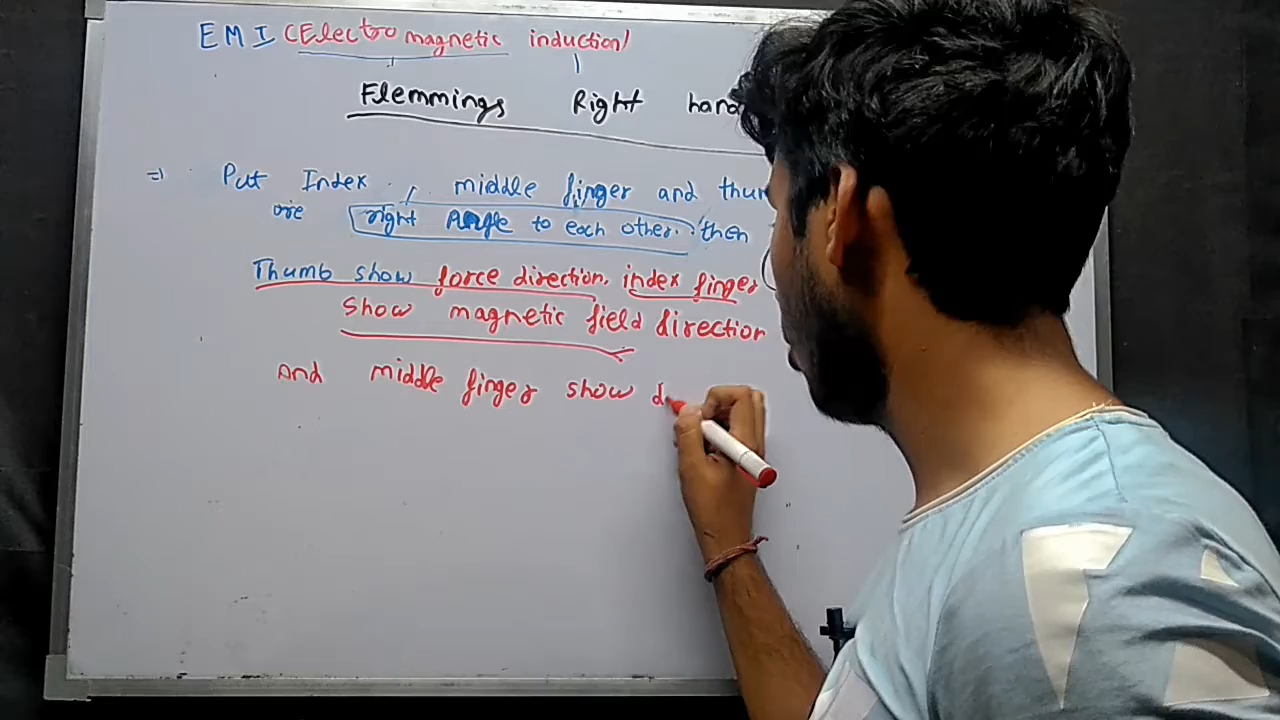 EMI (Electro magnetic induction)
Flemmings Right hand
⇒ Put Index, middle finger and thum
are right Angle to each other. then
Thumb show force direction, index finger
show magnetic field direction
And middle finger show d